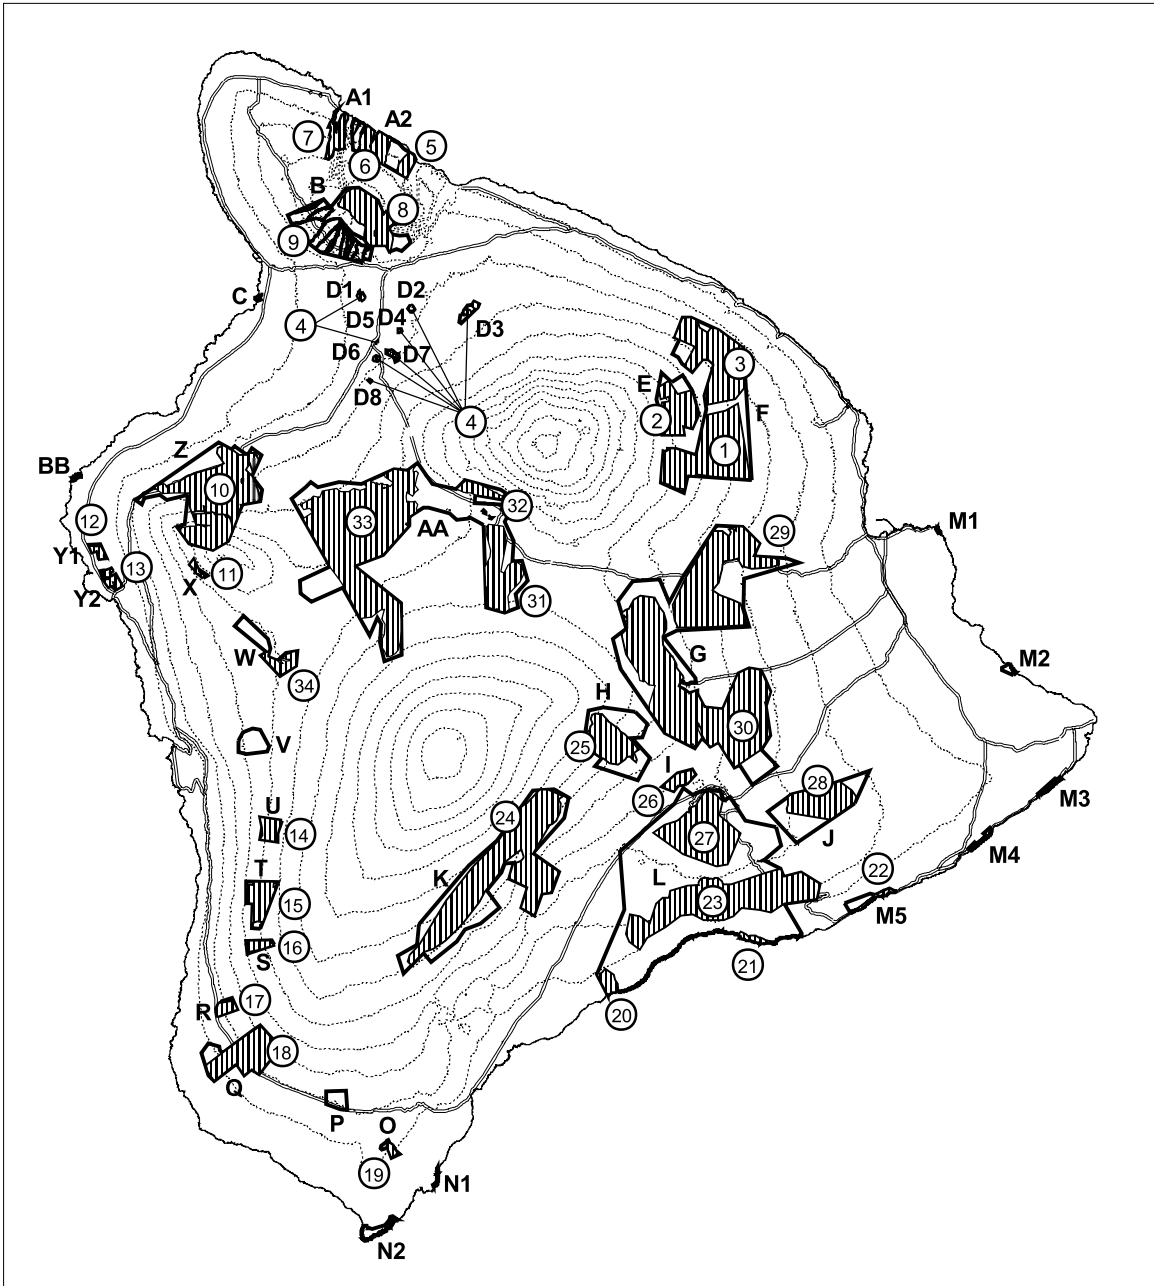 A1
A2
7
5
6
B
8
9
C
D1
D2
D5
D4
D3
4
D6
D7
D8
3
E
2
F
1
4
Z
BB
10
12
33
AA
32
M1
29
Y1
13
11
X
Y2
31
W
34
G
M2
H
V
25
30
I
26
28
M3
U
14
24
27
J
M4
T
K
L
22
15
23
M5
16
S
21
R
17
20
18
Q
P
O
19
N1
N2